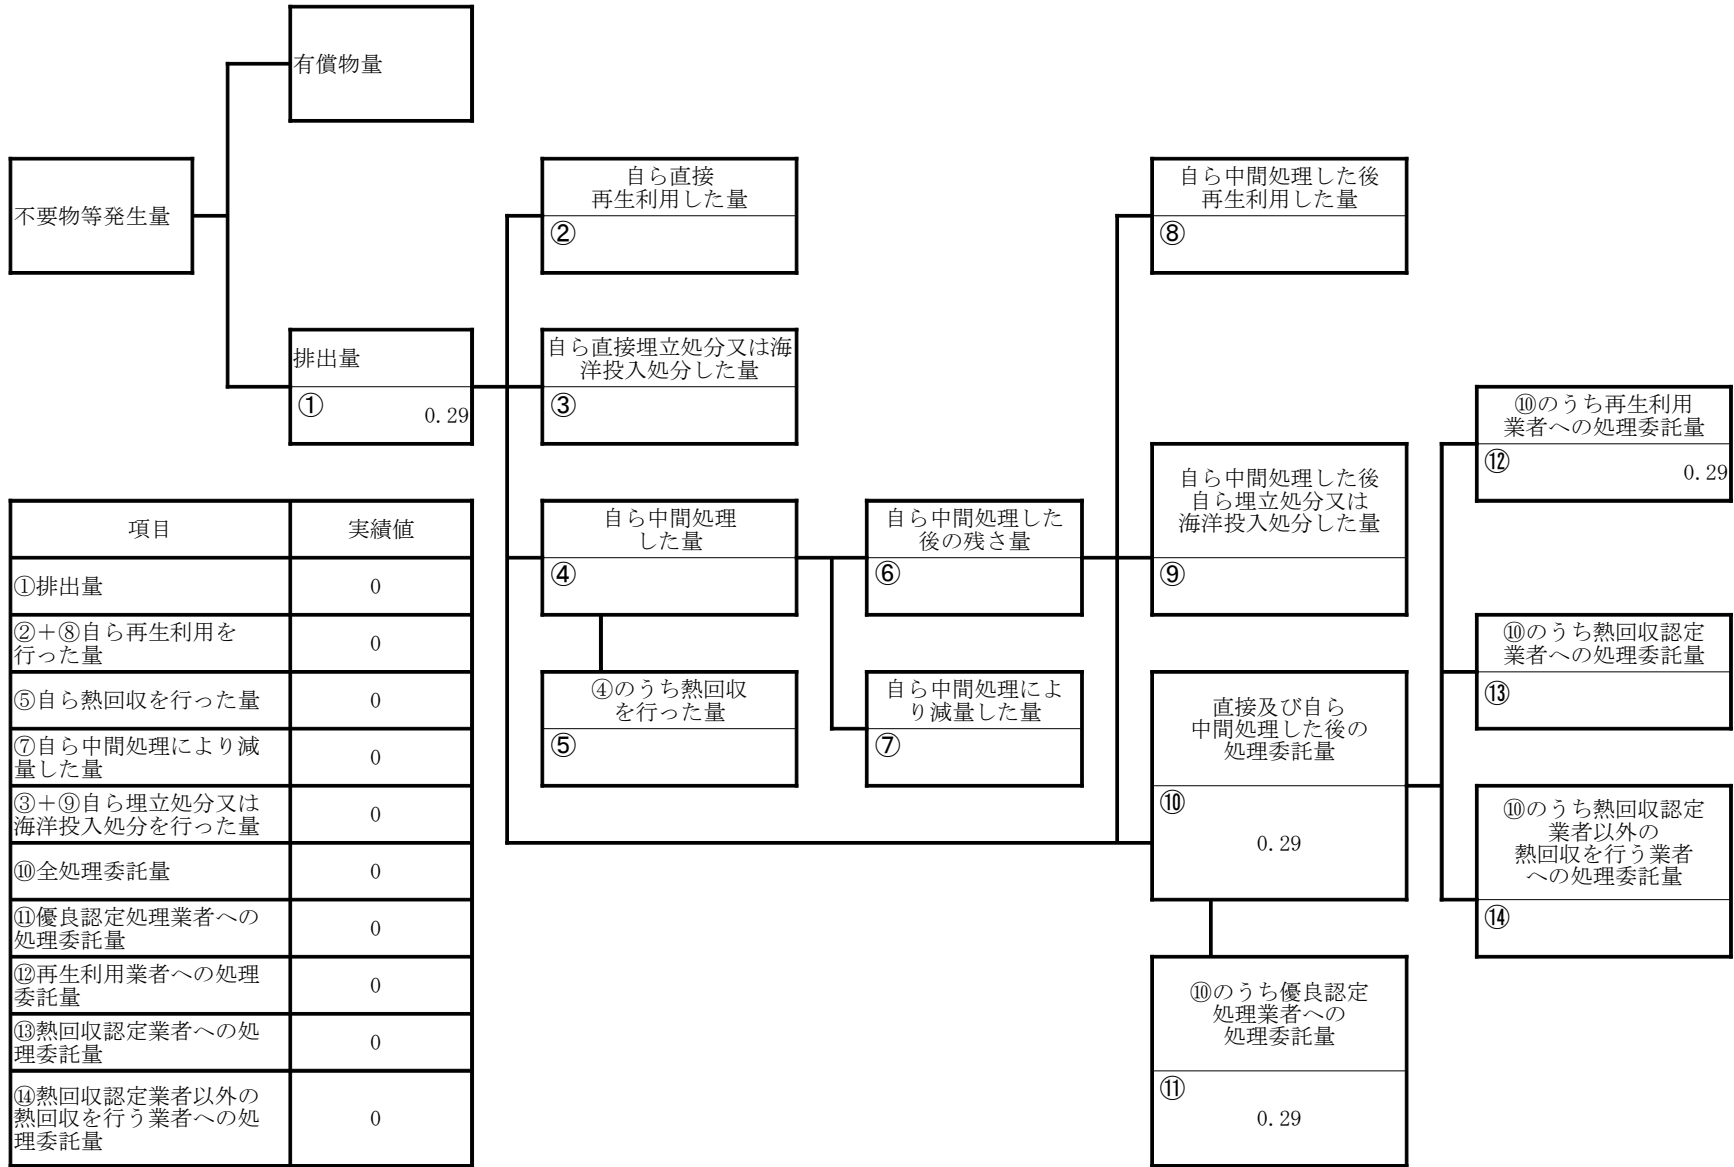 有償物量
不要物等発生量
自ら直接
再生利用した量
②
自ら中間処理した後
再生利用した量
⑧
排出量
①
0.29
自ら直接埋立処分又は海
洋投入処分した量
③
⑩のうち再生利用
業者への処理委託量
⑫
0.29
自ら中間処理
した量
④
自ら中間処理した
後の残さ量
⑥
自ら中間処理した後
自ら埋立処分又は
海洋投入処分した量
⑨
⑩のうち熱回収認定
業者への処理委託量
⑬
④のうち熱回収
を行った量
⑤
自ら中間処理によ
り減量した量
⑦
直接及び自ら
中間処理した後の
処理委託量
⑩
0.29
⑩のうち熱回収認定
業者以外の
熱回収を行う業者
への処理委託量
⑭
⑩のうち優良認定
処理業者への
処理委託量
⑪
0.29
項目 実績値
①排出量 0
②+⑧自ら再生利用を
行った量 0
⑤自ら熱回収を行った量 0
⑦自ら中間処理により減
量した量 0
③+⑨自ら埋立処分又は
海洋投入処分を行った量 0
⑩全処理委託量 0
⑪優良認定処理業者への
処理委託量 0
⑫再生利用業者への処理
委託量 0
⑬熱回収認定業者への処
理委託量 0
⑭熱回収認定業者以外の
熱回収を行う業者への処
理委託量 0